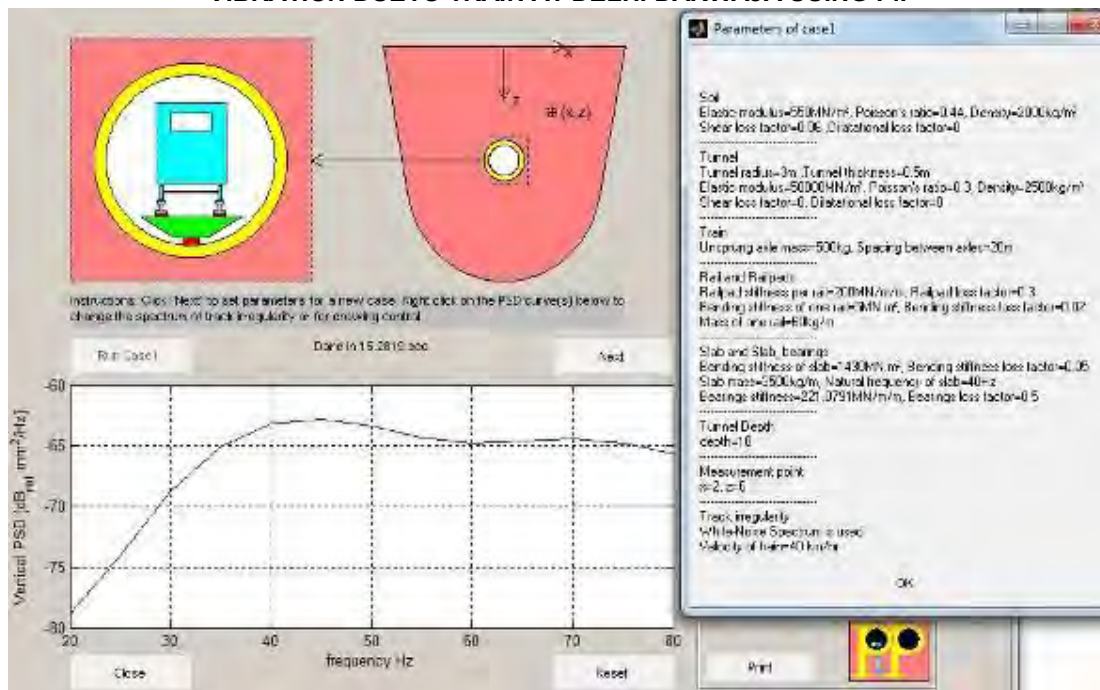 Parameters of case1
x
z
(x,z)
Soil
Elastic modulus=550MN/m², Poisson's ratio=0.44, Density=2000kg/m³
Shear loss factor=0.06, Dilatational loss factor=0
Tunnel
Tunnel radius=3m, Tunnel thickness=0.5m
Elastic modulus=50000MN/m², Poisson's ratio=0.3, Density=2500kg/m³
Shear loss factor=0, Dilatational loss factor=0
Train
Unsprung axle mass=500kg, Spacing between axles=20m
Rail and Railpads
Railpad stiffness per rail=200MN/m/m, Railpad loss factor=0.3
Bending stiffness of one rail=5MN.m², Bending stiffness loss factor=0.02
Mass of one rail=50kg/m
Slab and Slab bearings
Bending stiffness of slab=1430MN.m², Bending stiffness loss factor=0.05
Slab mass=3500kg/m, Natural frequency of slab=40Hz
Bearings stiffness=221.0791MN/m/m, Bearings loss factor=0.5
Tunnel Depth
depth=18
Measurement point
x=2, z=6
Track irregularity
White-Noise Spectrum is used
Velocity of train=40 km/hr
OK
Instructions: Click 'Next' to set parameters for a new case. Right click on the PSD curve(s) below to
change the spectrum of track irregularity or for drawing control
Run Case1
Done in 15.2819 sec
Next
Vertical PSD [dBref mm²/Hz]
-60
-65
-70
-75
-80
20 30 40 50 60 70 80
frequency Hz
Close
Reset
Print